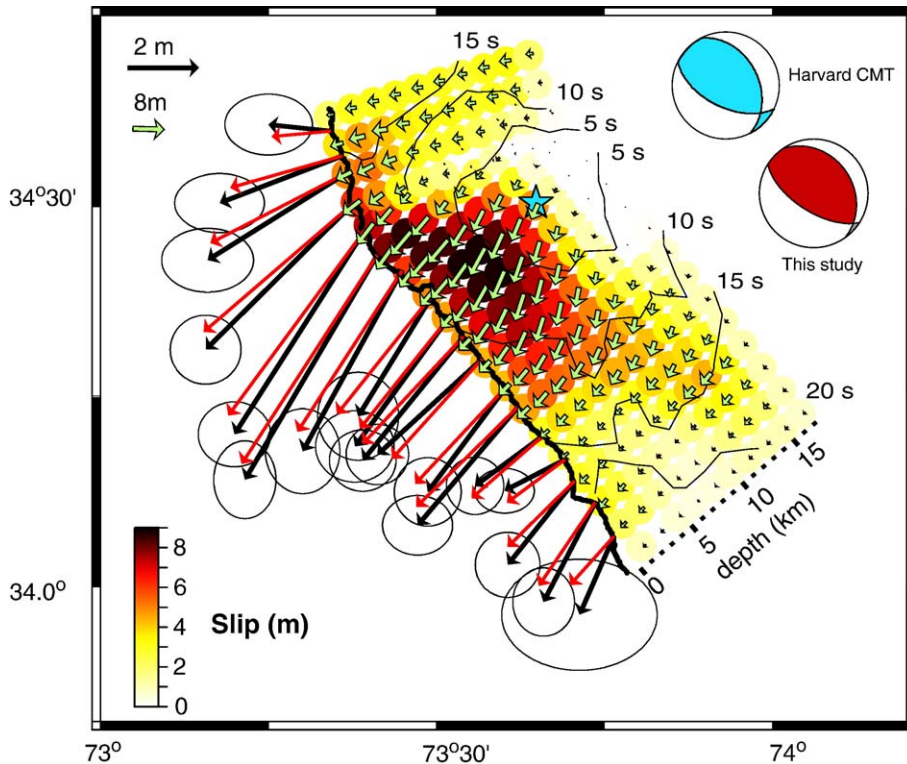 2 m
8m
15 s
10 s
5 s
5 s
10 s
15 s
20 s
Harvard CMT
This study
34°30'
34.0°
Slip (m)
8
6
4
2
0
0
5
10
15
depth (km)
73°
73°30'
74°